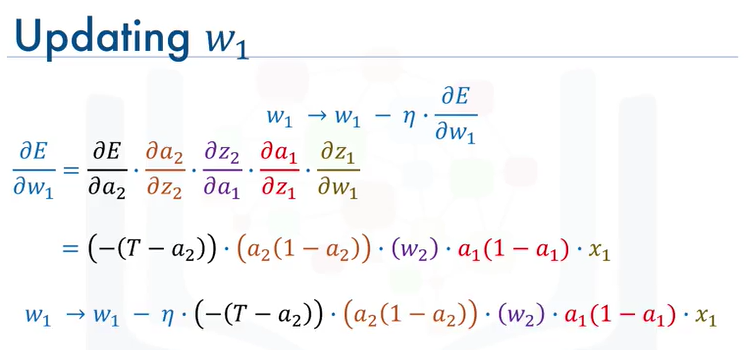 Updating w₁
w₁ → w₁ − η · ∂E/∂w₁
∂E/∂w₁ = ∂E/∂a₂ · ∂a₂/∂z₂ · ∂z₂/∂a₁ · ∂a₁/∂z₁ · ∂z₁/∂w₁
= (−(T − a₂)) · (a₂(1 − a₂)) · (w₂) · a₁(1 − a₁) · x₁
w₁ → w₁ − η · (−(T − a₂)) · (a₂(1 − a₂)) · (w₂) · a₁(1 − a₁) · x₁